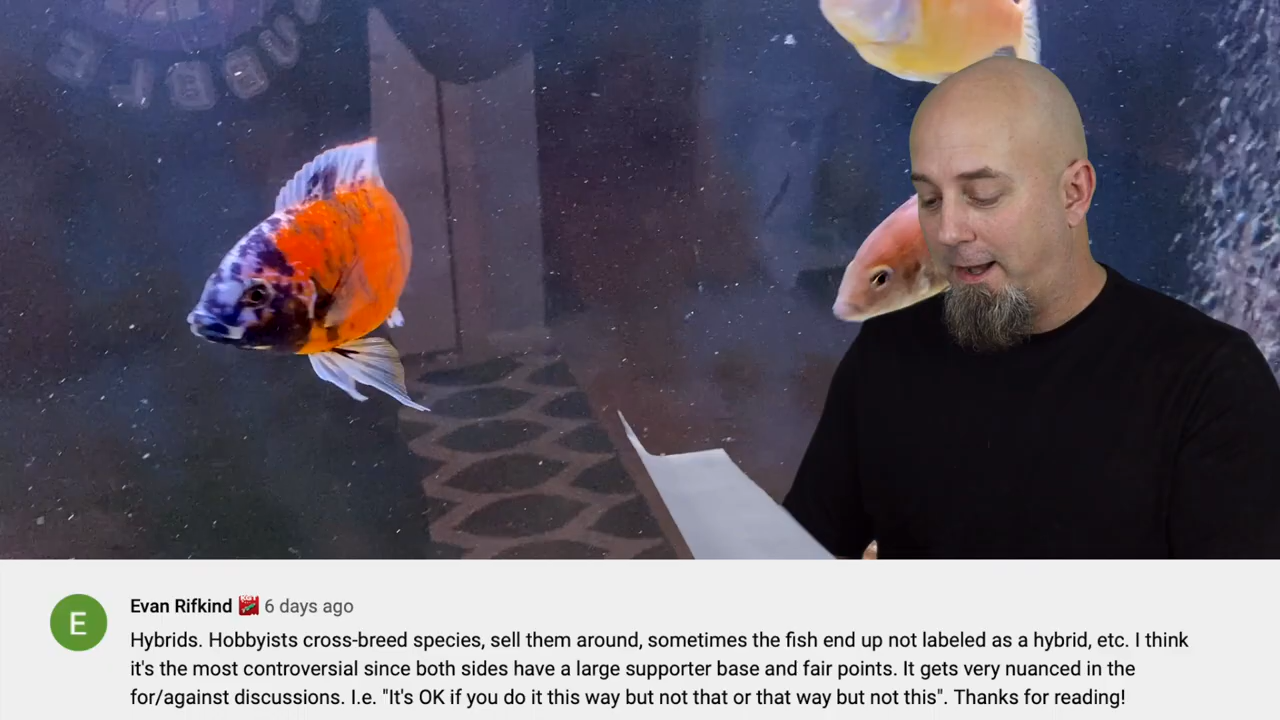 Evan Rifkind 6 days ago
Hybrids. Hobbyists cross-breed species, sell them around, sometimes the fish end up not labeled as a hybrid, etc. I think
it's the most controversial since both sides have a large supporter base and fair points. It gets very nuanced in the
for/against discussions. I.e. "It's OK if you do it this way but not that or that way but not this". Thanks for reading!
E